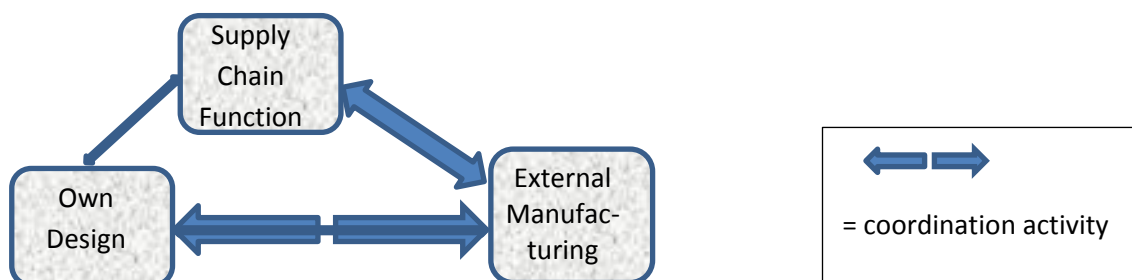 Supply
Chain
Function
Own
Design
External
Manufac-
turing
= coordination activity